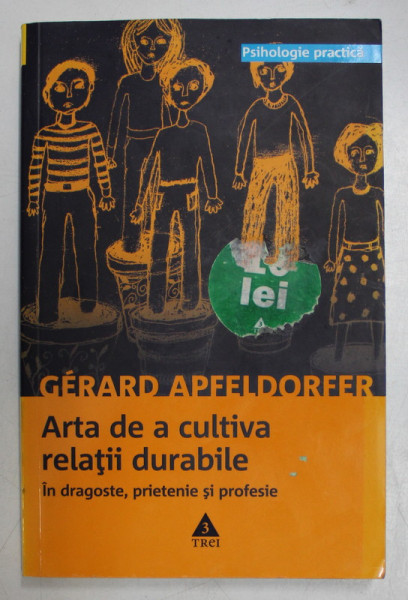 Psihologie practică
lei
GÉRARD APFELDORFER
Arta de a cultiva
relaţii durabile
În dragoste, prietenie şi profesie
3
TREI